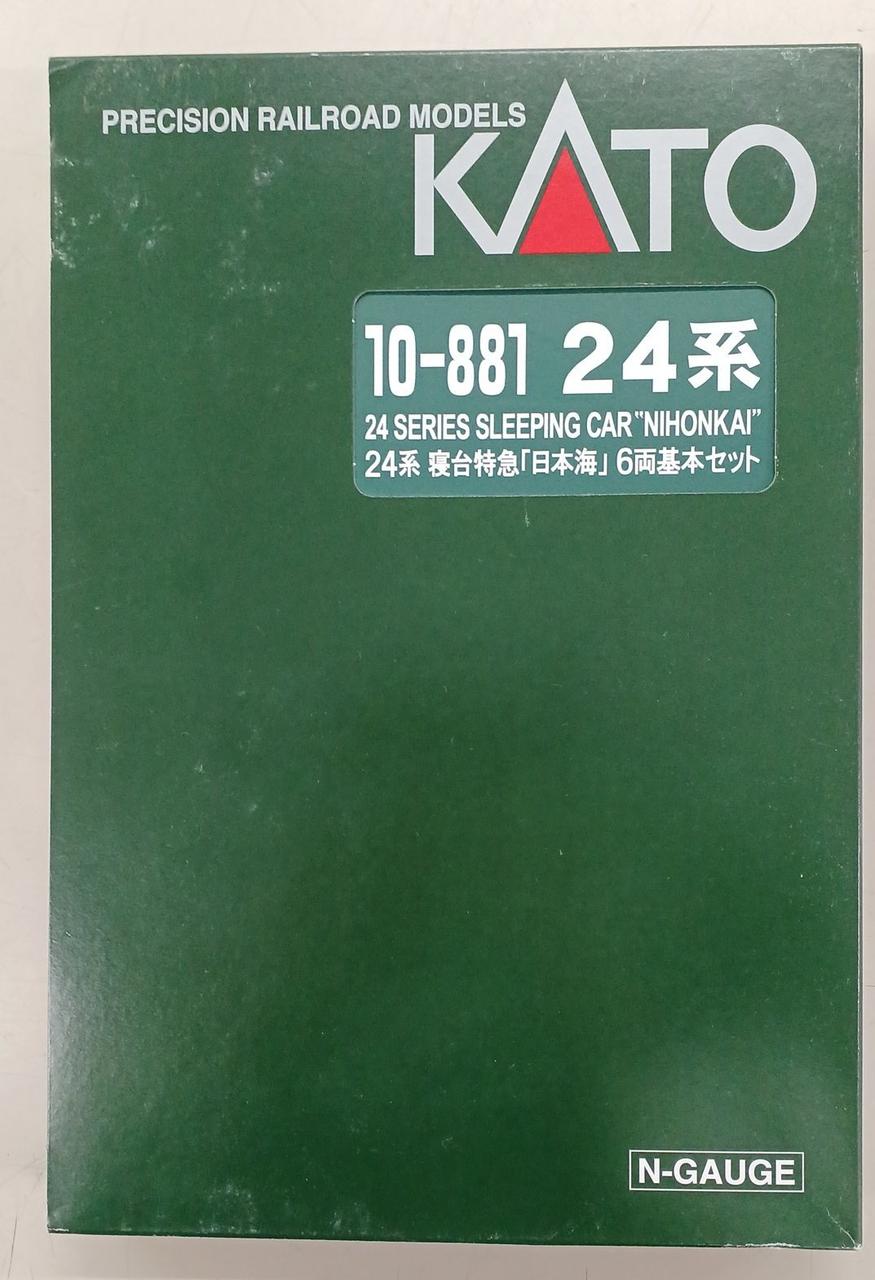 PRECISION RAILROAD MODELS
KATO
10-881 24系
24 SERIES SLEEPING CAR "NIHONKAI"
24系 寝台特急「日本海」 6両基本セット
N-GAUGE